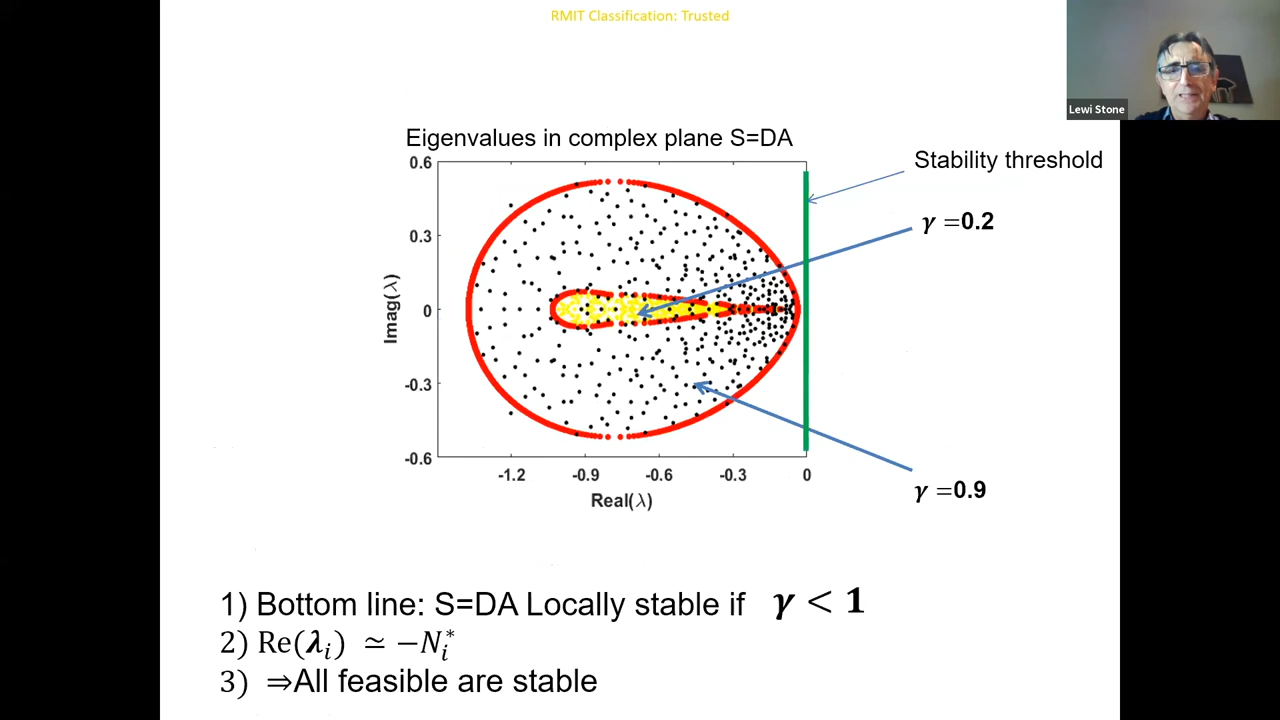 RMIT Classification: Trusted
Lewi Stone
Eigenvalues in complex plane S=DA
Stability threshold
γ =0.2
γ =0.9
0.6
0.3
0
-0.3
-0.6
Imag(λ)
-1.2 -0.9 -0.6 -0.3 0
Real(λ)
1) Bottom line: S=DA Locally stable if γ < 1
2) Re(λᵢ) ≃ −Nᵢ*
3) ⇒All feasible are stable